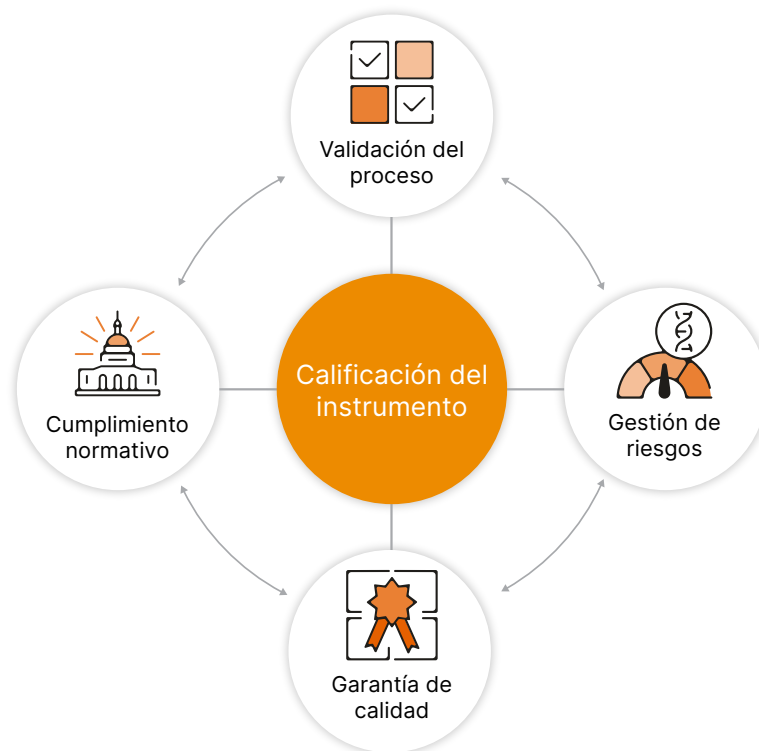 Validación del
proceso
Calificación del
instrumento
Cumplimiento
normativo
Gestión de
riesgos
Garantía de
calidad